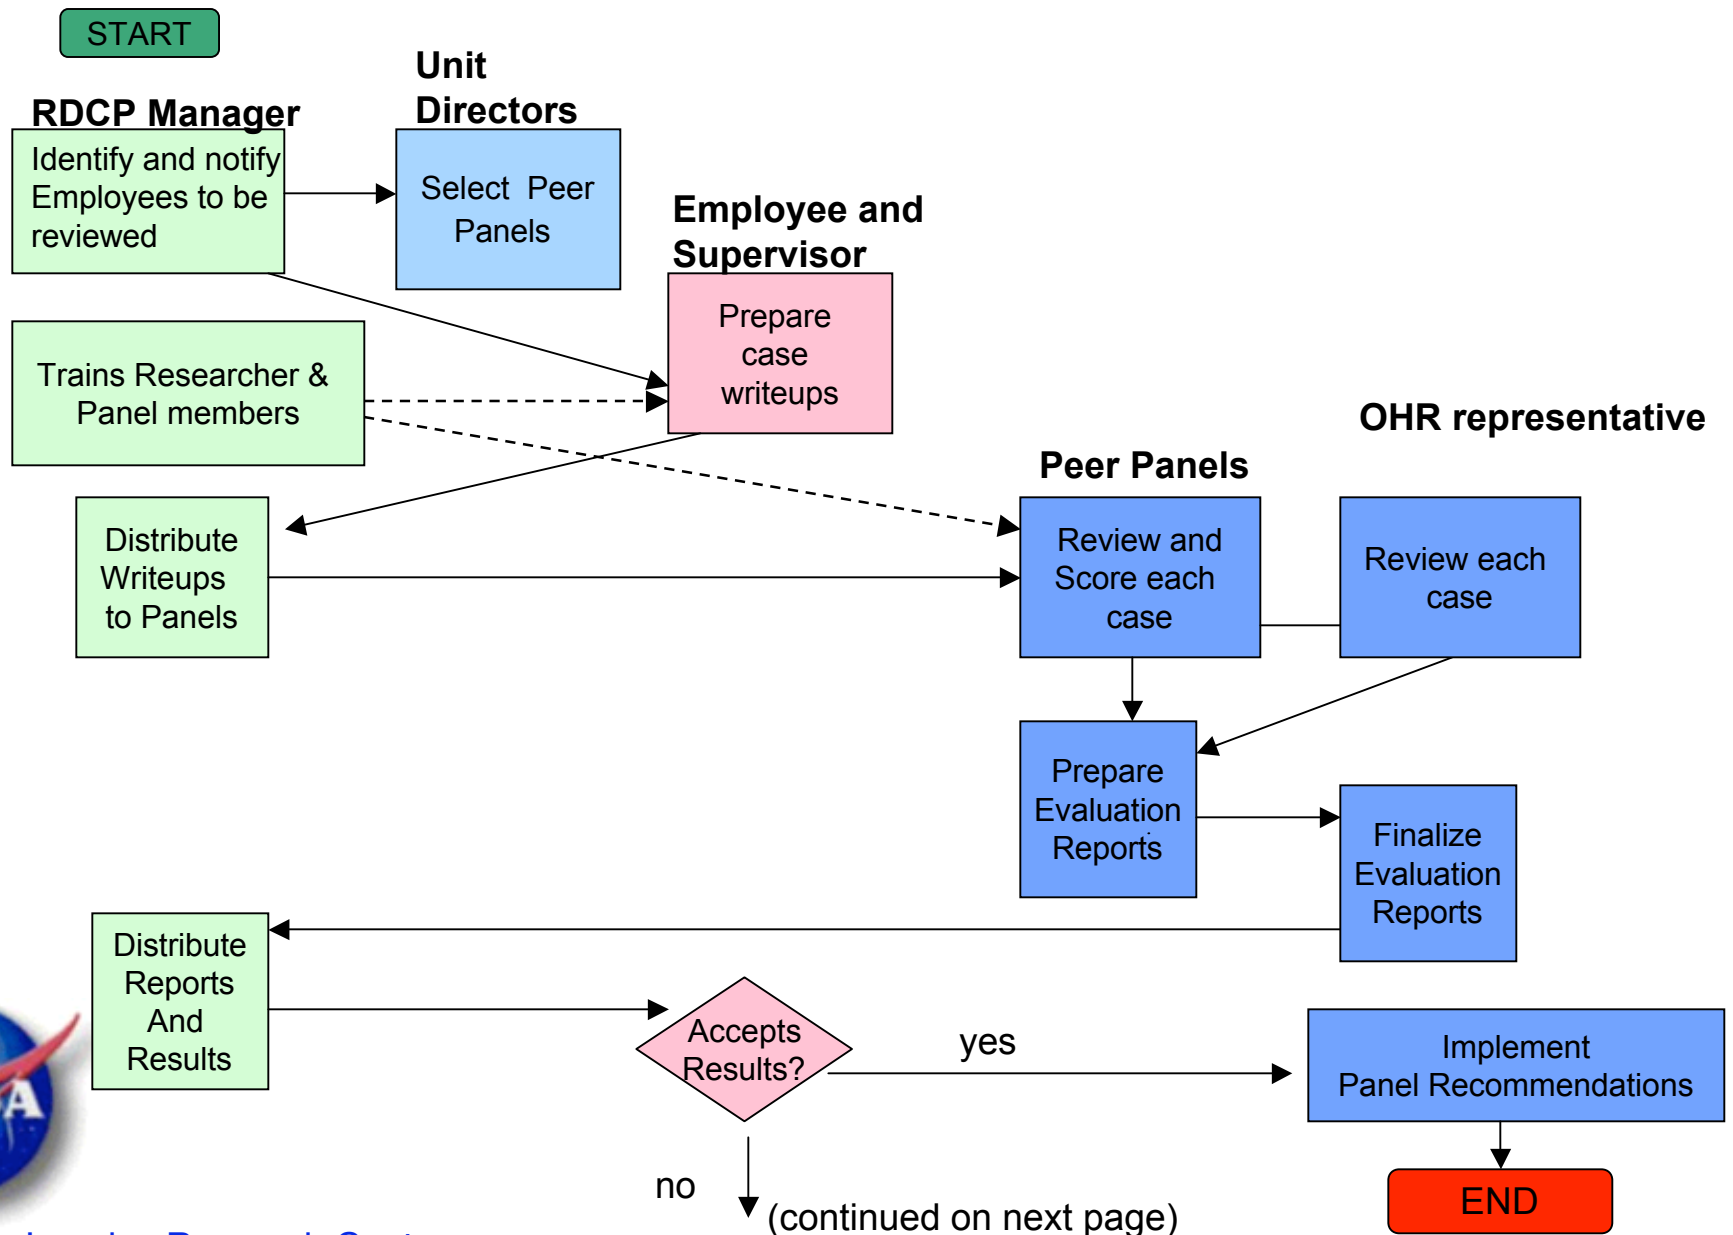 START
Unit
Directors
RDCP Manager
Identify and notify
Employees to be
reviewed
Select Peer
Panels
Employee and
Supervisor
Prepare
case
writeups
Trains Researcher &
Panel members
OHR representative
Peer Panels
Distribute
Writeups
to Panels
Review and
Score each
case
Review each
case
Prepare
Evaluation
Reports
Finalize
Evaluation
Reports
Distribute
Reports
And
Results
Accepts
Results?
yes
Implement
Panel Recommendations
no
(continued on next page)
END